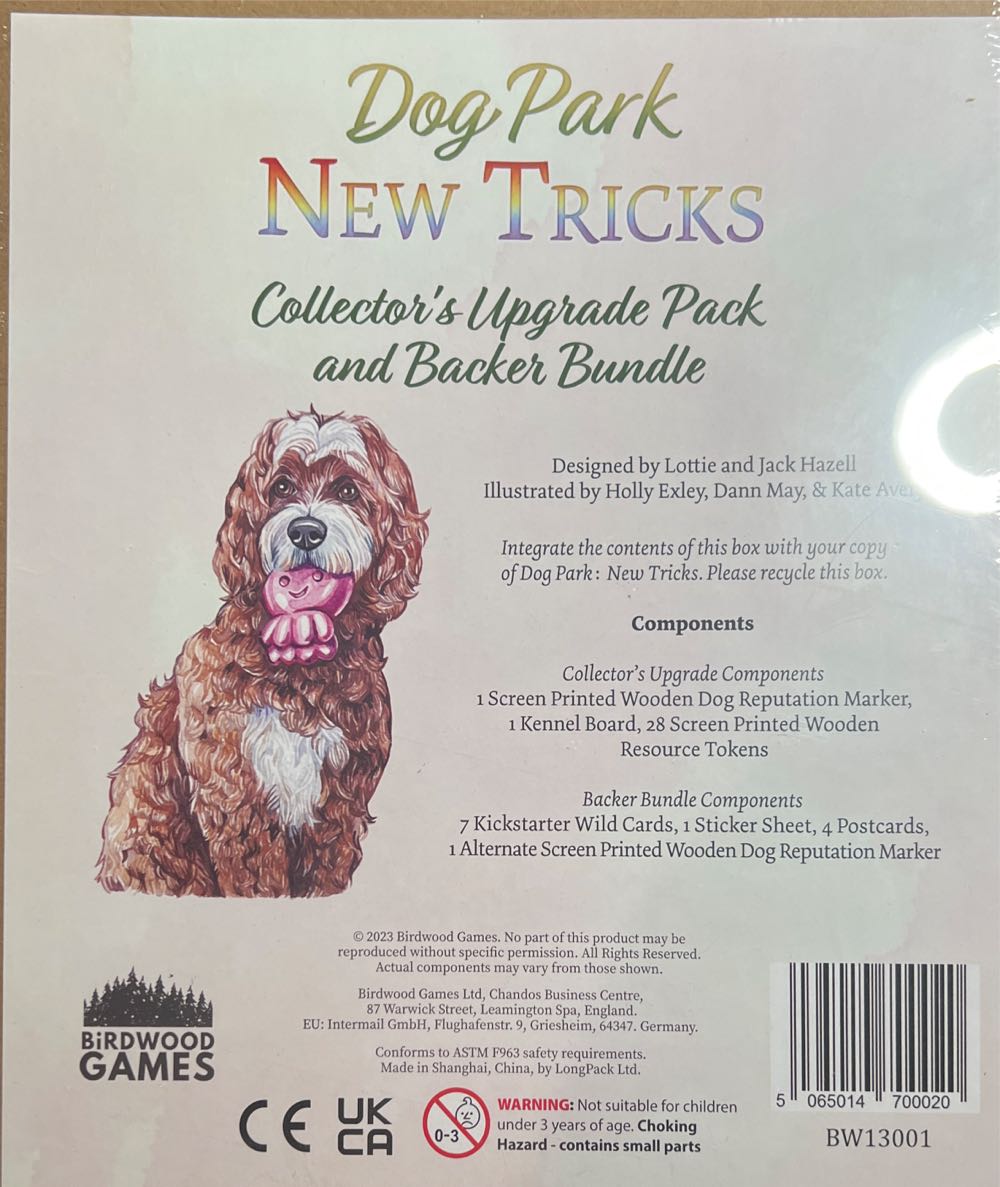 Dog Park
NEW TRICKS
Collector's Upgrade Pack
and Backer Bundle
Designed by Lottie and Jack Hazell
Illustrated by Holly Exley, Dann May, & Kate
Integrate the contents of this box with your copy
of Dog Park: New Tricks. Please recycle this box.
Components
Collector's Upgrade Components
1 Screen Printed Wooden Dog Reputation Marker,
1 Kennel Board, 28 Screen Printed Wooden
Resource Tokens
Backer Bundle Components
7 Kickstarter Wild Cards, 1 Sticker Sheet, 4 Postcards,
1 Alternate Screen Printed Wooden Dog Reputation Marker
© 2023 Birdwood Games. No part of this product may be
reproduced without specific permission. All Rights Reserved.
Actual components may vary from those shown.
Birdwood Games Ltd, Chandos Business Centre,
87 Warwick Street, Leamington Spa, England.
EU: Intermail GmbH, Flughafenstr. 9, Griesheim, 64347. Germany.
Conforms to ASTM F963 safety requirements.
Made in Shanghai, China, by LongPack Ltd.
BiRDWOOD
GAMES
CE
UK
CA
0-3
WARNING: Not suitable for children
under 3 years of age. Choking
Hazard - contains small parts
5 065014 700020
BW13001